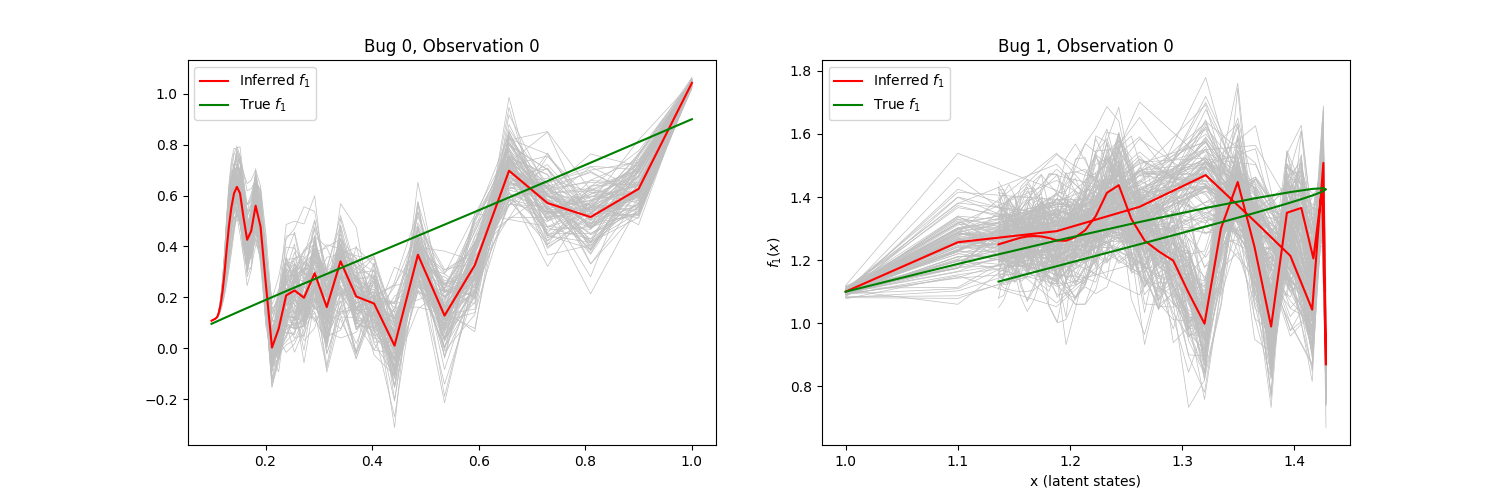 Bug 0, Observation 0
Inferred f₁
True f₁
1.0
0.8
0.6
0.4
0.2
0.0
−0.2
0.2 0.4 0.6 0.8 1.0
Bug 1, Observation 0
Inferred f₁
True f₁
f₁(x)
1.8
1.6
1.4
1.2
1.0
0.8
1.0 1.1 1.2 1.3 1.4
x (latent states)